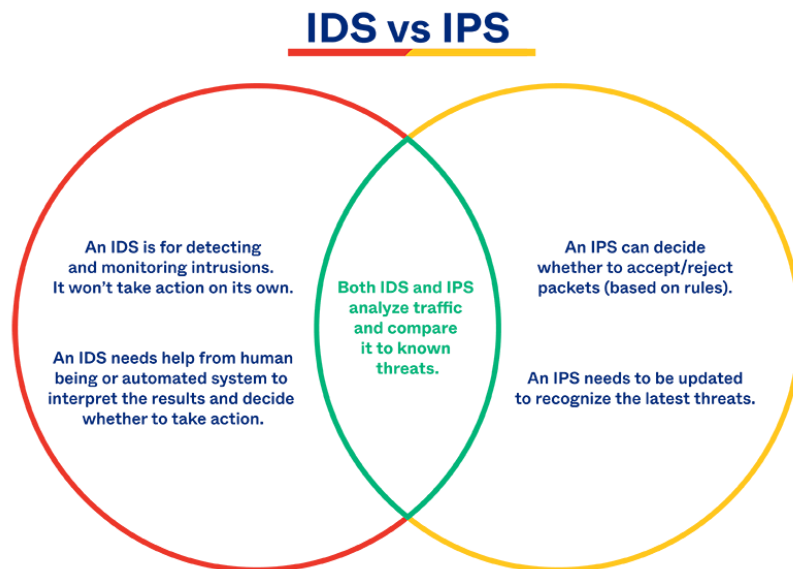 IDS vs IPS
An IDS is for detecting
and monitoring intrusions.
It won't take action on its own.
An IDS needs help from human
being or automated system to
interpret the results and decide
whether to take action.
Both IDS and IPS
analyze traffic
and compare
it to known
threats.
An IPS can decide
whether to accept/reject
packets (based on rules).
An IPS needs to be updated
to recognize the latest threats.